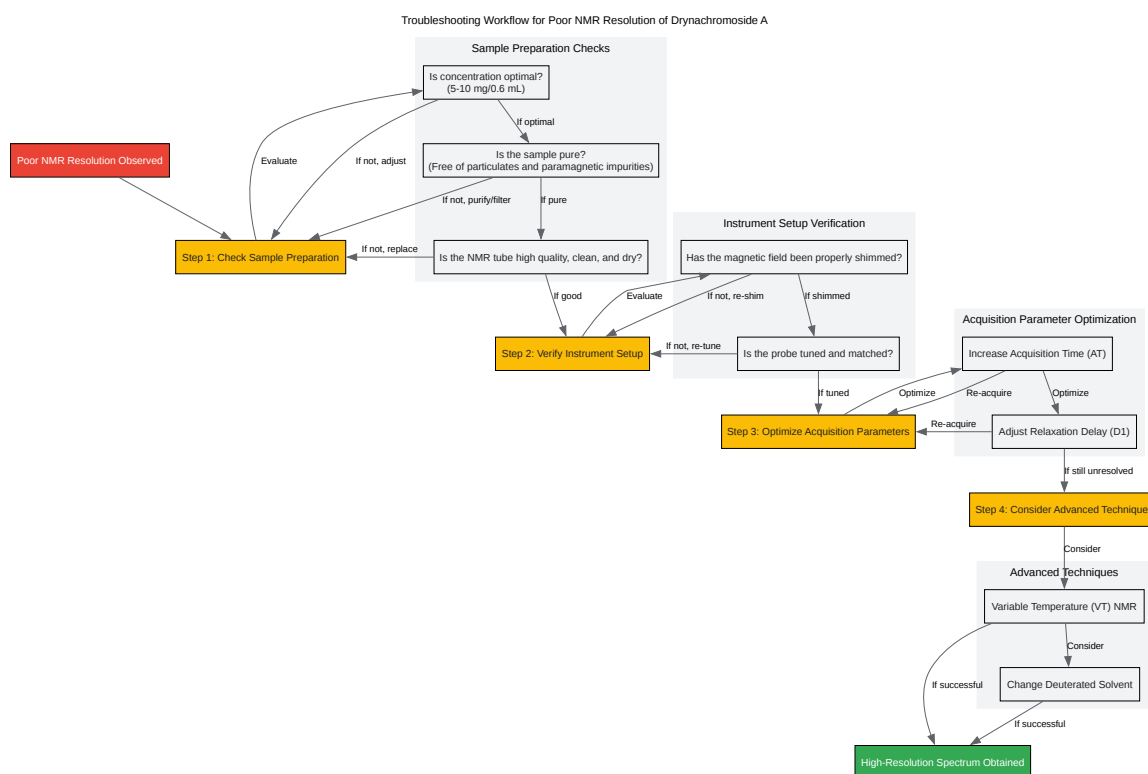 Troubleshooting Workflow for Poor NMR Resolution of Drynachromoside A
Sample Preparation Checks
Is concentration optimal?
(5-10 mg/0.6 mL)
If optimal
Poor NMR Resolution Observed
Evaluate
If not, adjust
Is the sample pure?
(Free of particulates and paramagnetic impurities)
If not, purify/filter
If pure
Instrument Setup Verification
Step 1: Check Sample Preparation
If not, replace
Is the NMR tube high quality, clean, and dry?
Has the magnetic field been properly shimmed?
If good
Evaluate
If not, re-shim
If shimmed
Acquisition Parameter Optimization
Step 2: Verify Instrument Setup
If not, re-tune
Is the probe tuned and matched?
Increase Acquisition Time (AT)
If tuned
Optimize
Re-acquire
Optimize
Step 3: Optimize Acquisition Parameters
Re-acquire
Adjust Relaxation Delay (D1)
If still unresolved
Step 4: Consider Advanced Technique
Consider
Advanced Techniques
Variable Temperature (VT) NMR
Consider
If successful
Change Deuterated Solvent
If successful
High-Resolution Spectrum Obtained